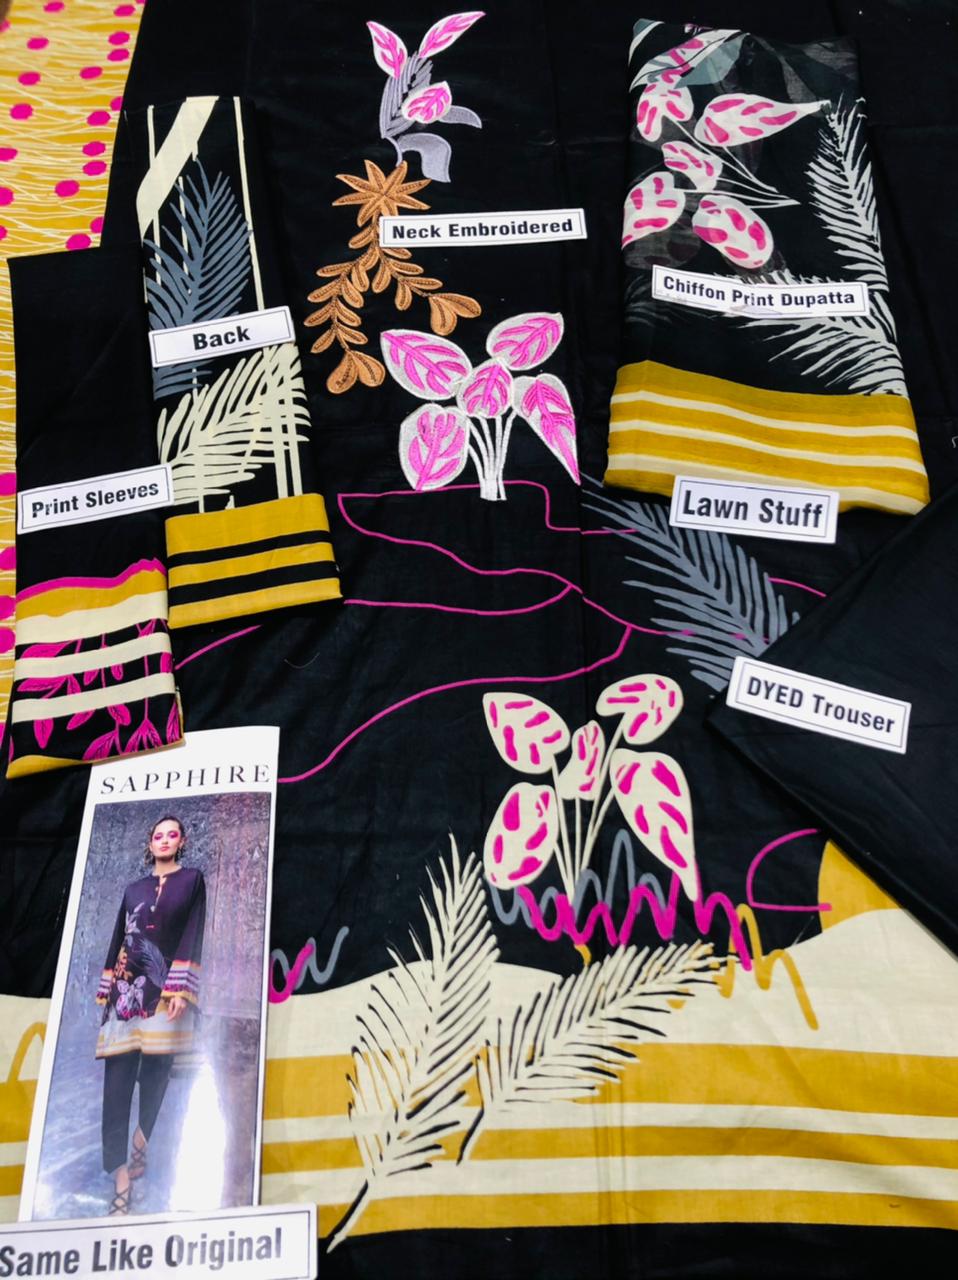 Neck Embroidered
Chiffon Print Dupatta
Back
Print Sleeves
Lawn Stuff
DYED Trouser
SAPPHIRE
Same Like Original